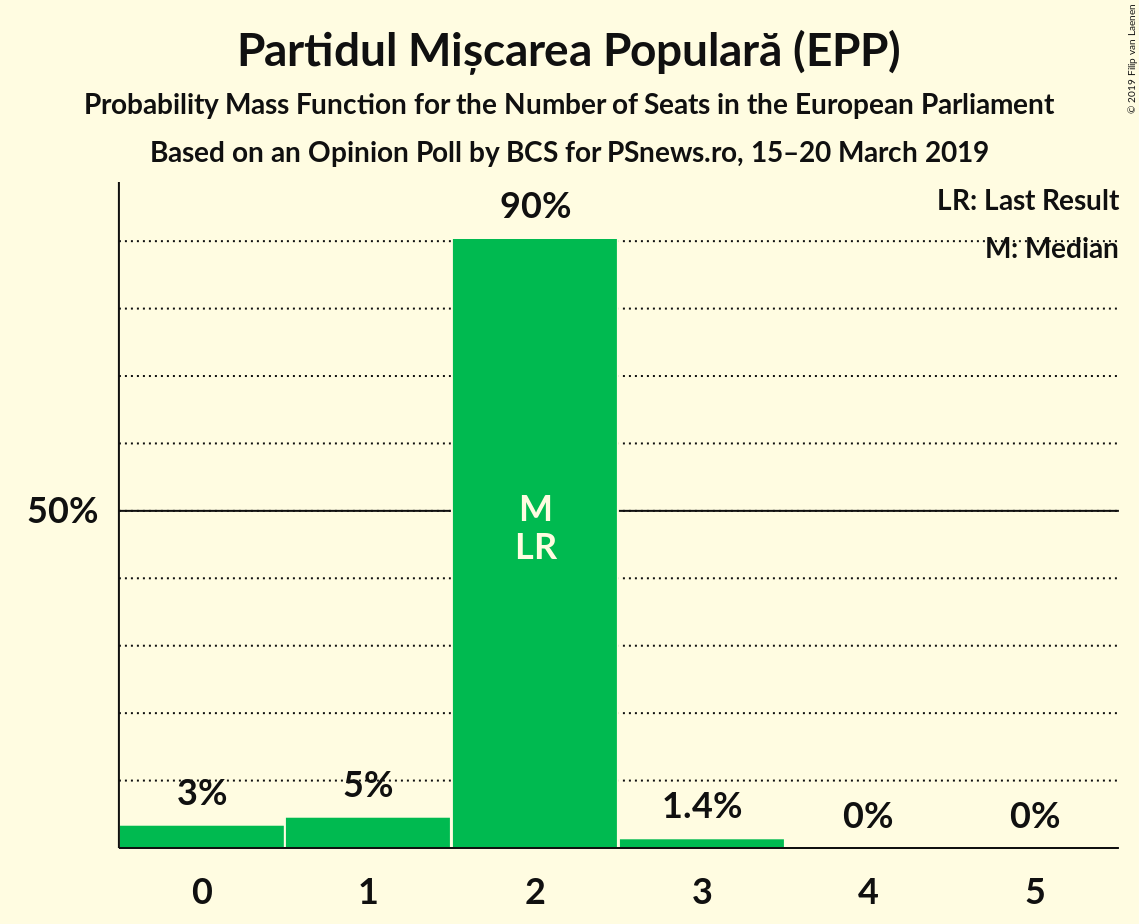 Partidul Mișcarea Populară (EPP)
Probability Mass Function for the Number of Seats in the European Parliament
Based on an Opinion Poll by BCS for PSnews.ro, 15–20 March 2019
© 2019 Filip van Laenen
LR: Last Result
M: Median
90%
50%
M
LR
3%
5%
1.4%
0%
0%
0
1
2
3
4
5